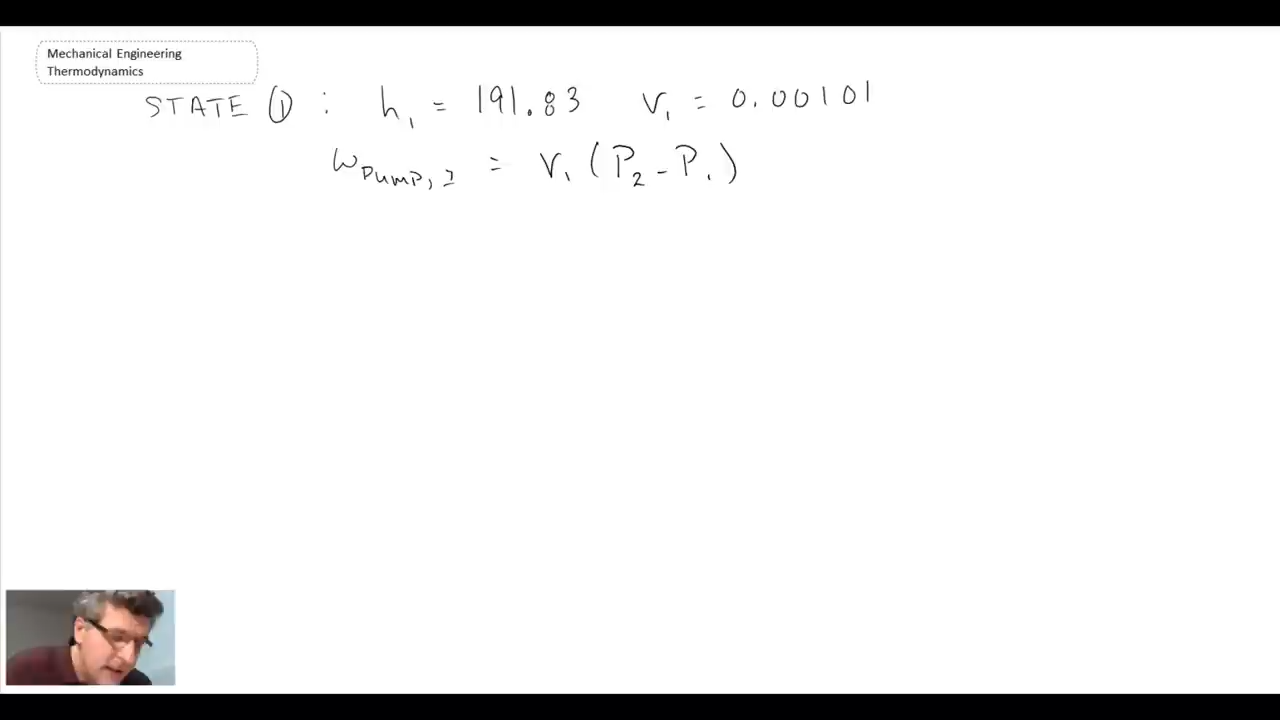 Mechanical Engineering
Thermodynamics
STATE ① : h₁ = 191.83 v₁ = 0.00101
w_PUMP, I = v₁ (P₂ - P₁)